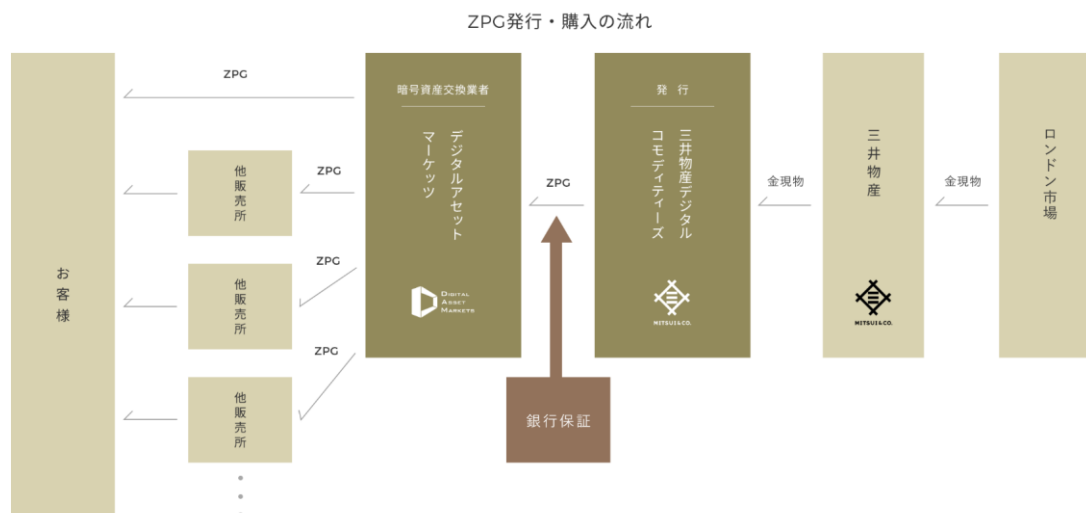 ZPG発行・購入の流れ
お客様
ZPG
他販売所
ZPG
他販売所
ZPG
他販売所
ZPG
暗号資産交換業者
デジタルアセット
マーケッツ
DIGITAL
ASSET
MARKETS
ZPG
銀行保証
発 行
三井物産デジタル
コモディティーズ
MITSUI&CO.
金現物
三井物産
MITSUI&CO.
金現物
ロンドン市場